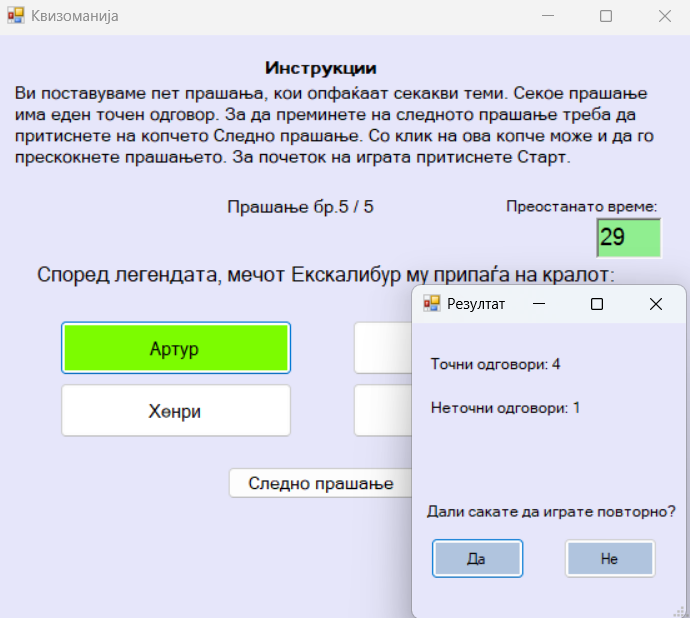 Квизоманија
Инструкции
Ви поставуваме пет прашања, кои опфаќаат секакви теми. Секое прашање
има еден точен одговор. За да преминете на следното прашање треба да
притиснете на копчето Следно прашање. Со клик на ова копче може и да го
прескокнете прашањето. За почеток на играта притиснете Старт.
Прашање бр.5 / 5
Преостанато време:
29
Според легендата, мечот Екскалибур му припаѓа на кралот:
Артур
Хенри
Следно прашање
Резултат
Точни одговори: 4
Неточни одговори: 1
Дали сакате да играте повторно?
Да
Не